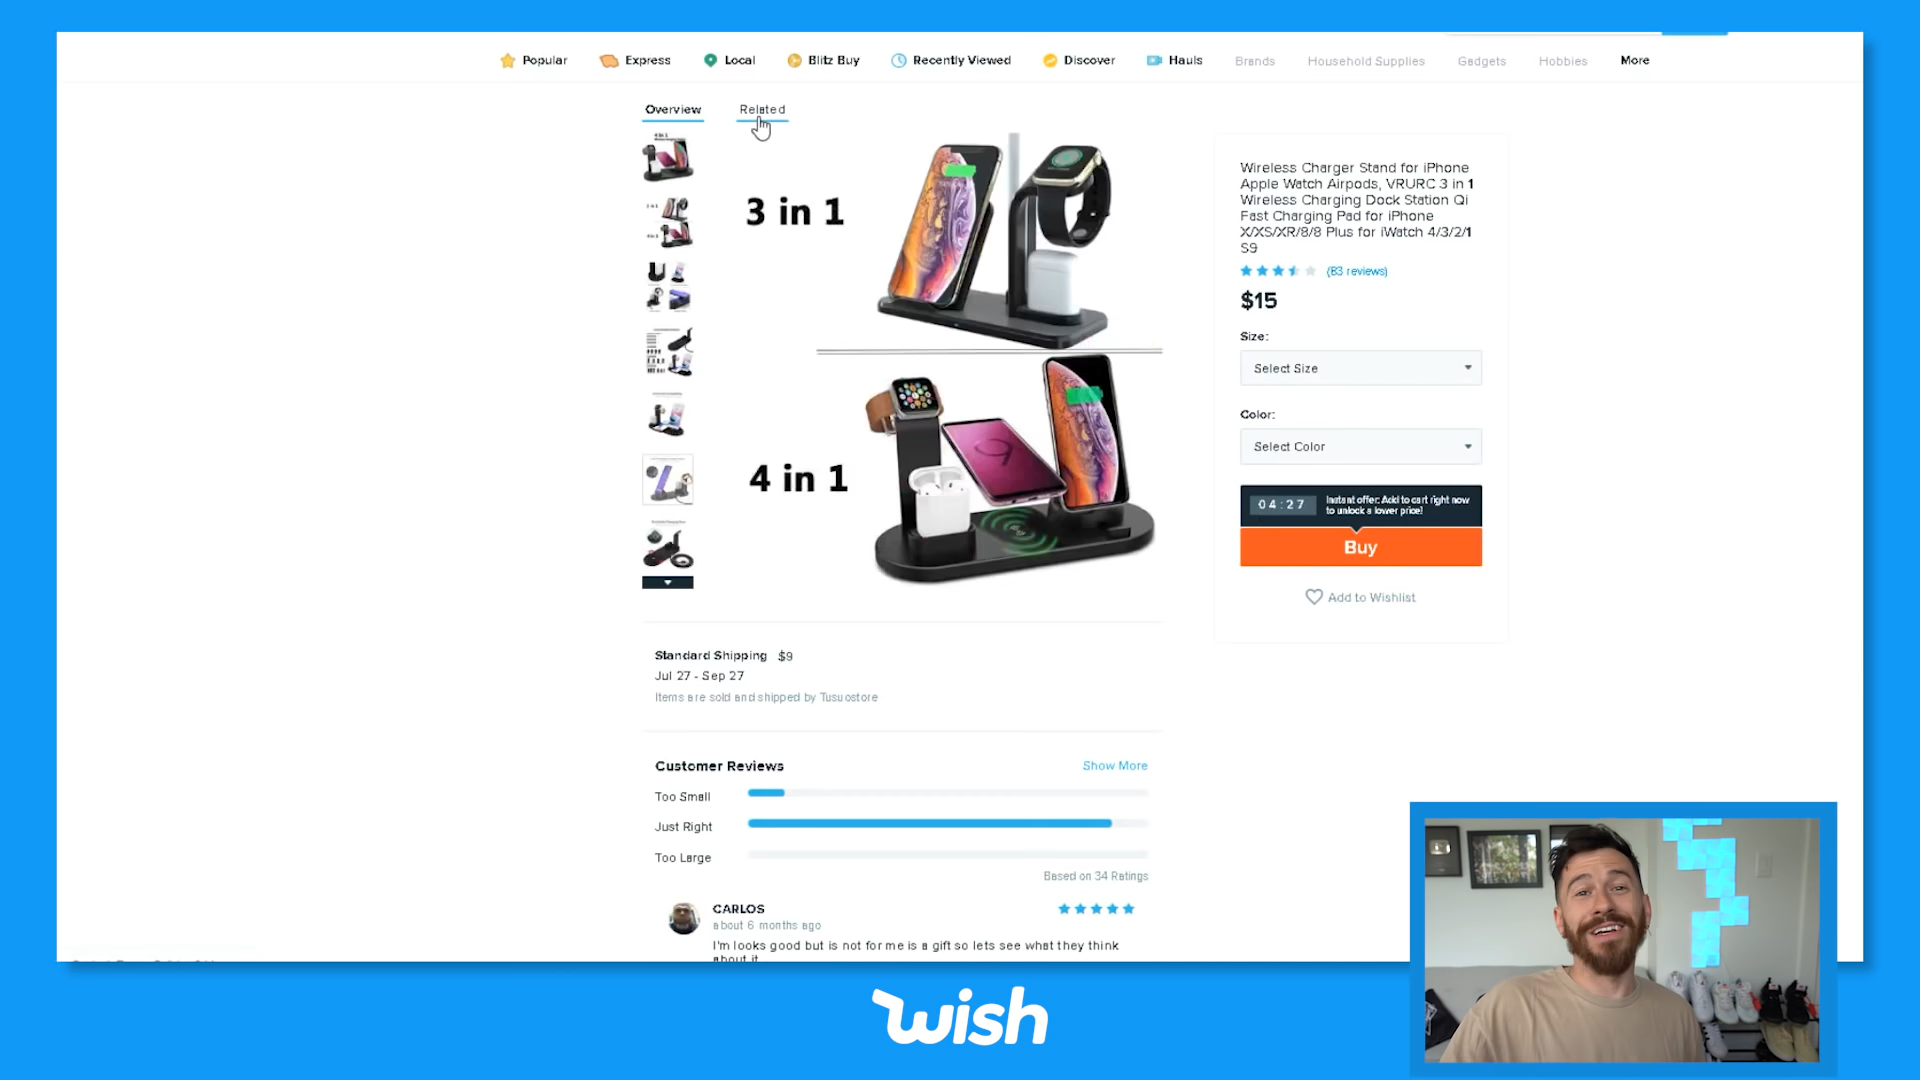 Popular Express Local Blitz Buy Recently Viewed Discover Hauls Brands Household Supplies Gadgets Hobbies More
Overview Related
3 in 1
4 in 1
Wireless Charger Stand for iPhone
Apple Watch Airpods, VRURC 3 in 1
Wireless Charging Dock Station Qi
Fast Charging Pad for iPhone
X/XS/XR/8/8 Plus for iWatch 4/3/2/1
S9
(83 reviews)
$15
Size:
Select Size
Color:
Select Color
04:27
Instant offer: Add to cart right now
to unlock a lower price!
Buy
Add to Wishlist
Standard Shipping $9
Jul 27 - Sep 27
Items are sold and shipped by Tusuostore
Customer Reviews Show More
Too Small
Just Right
Too Large
Based on 34 Ratings
CARLOS
about 6 months ago
I'm looks good but is not for me is a gift so lets see what they think
about it
wish